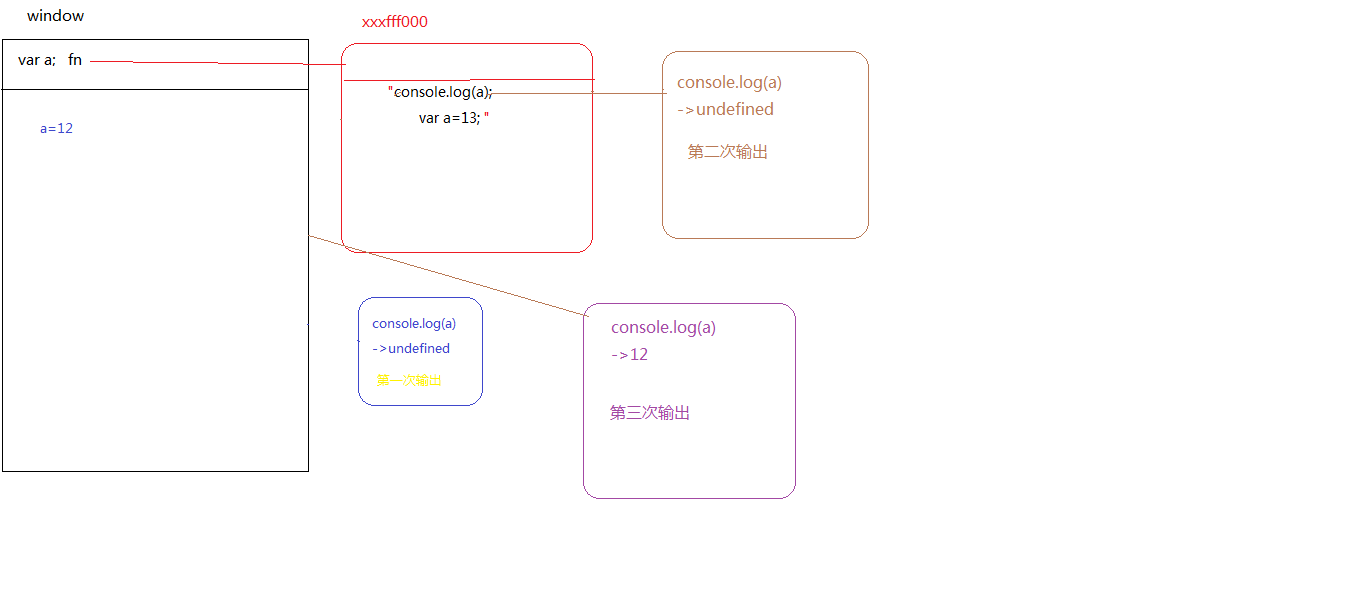 window
var a; fn
a=12
xxxfff000
"console.log(a);
var a=13; "
console.log(a)
->undefined
第二次输出
console.log(a)
->undefined
第一次输出
console.log(a)
->12
第三次输出